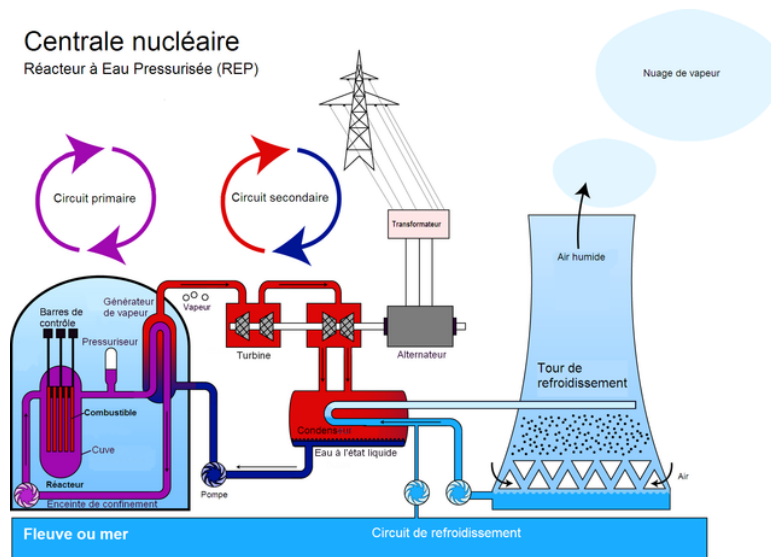 Centrale nucléaire
Réacteur à Eau Pressurisée (REP)
Nuage de vapeur
Circuit primaire
Circuit secondaire
Transformateur
Air humide
Générateur
de vapeur
Vapeur
Barres de
contrôle
Pressuriseur
Turbine
Alternateur
Tour de
refroidissement
Combustible
Condenseur
Cuve
Eau à l'état liquide
Réacteur
Pompe
Air
Enceinte de confinement
Fleuve ou mer
Circuit de refroidissement